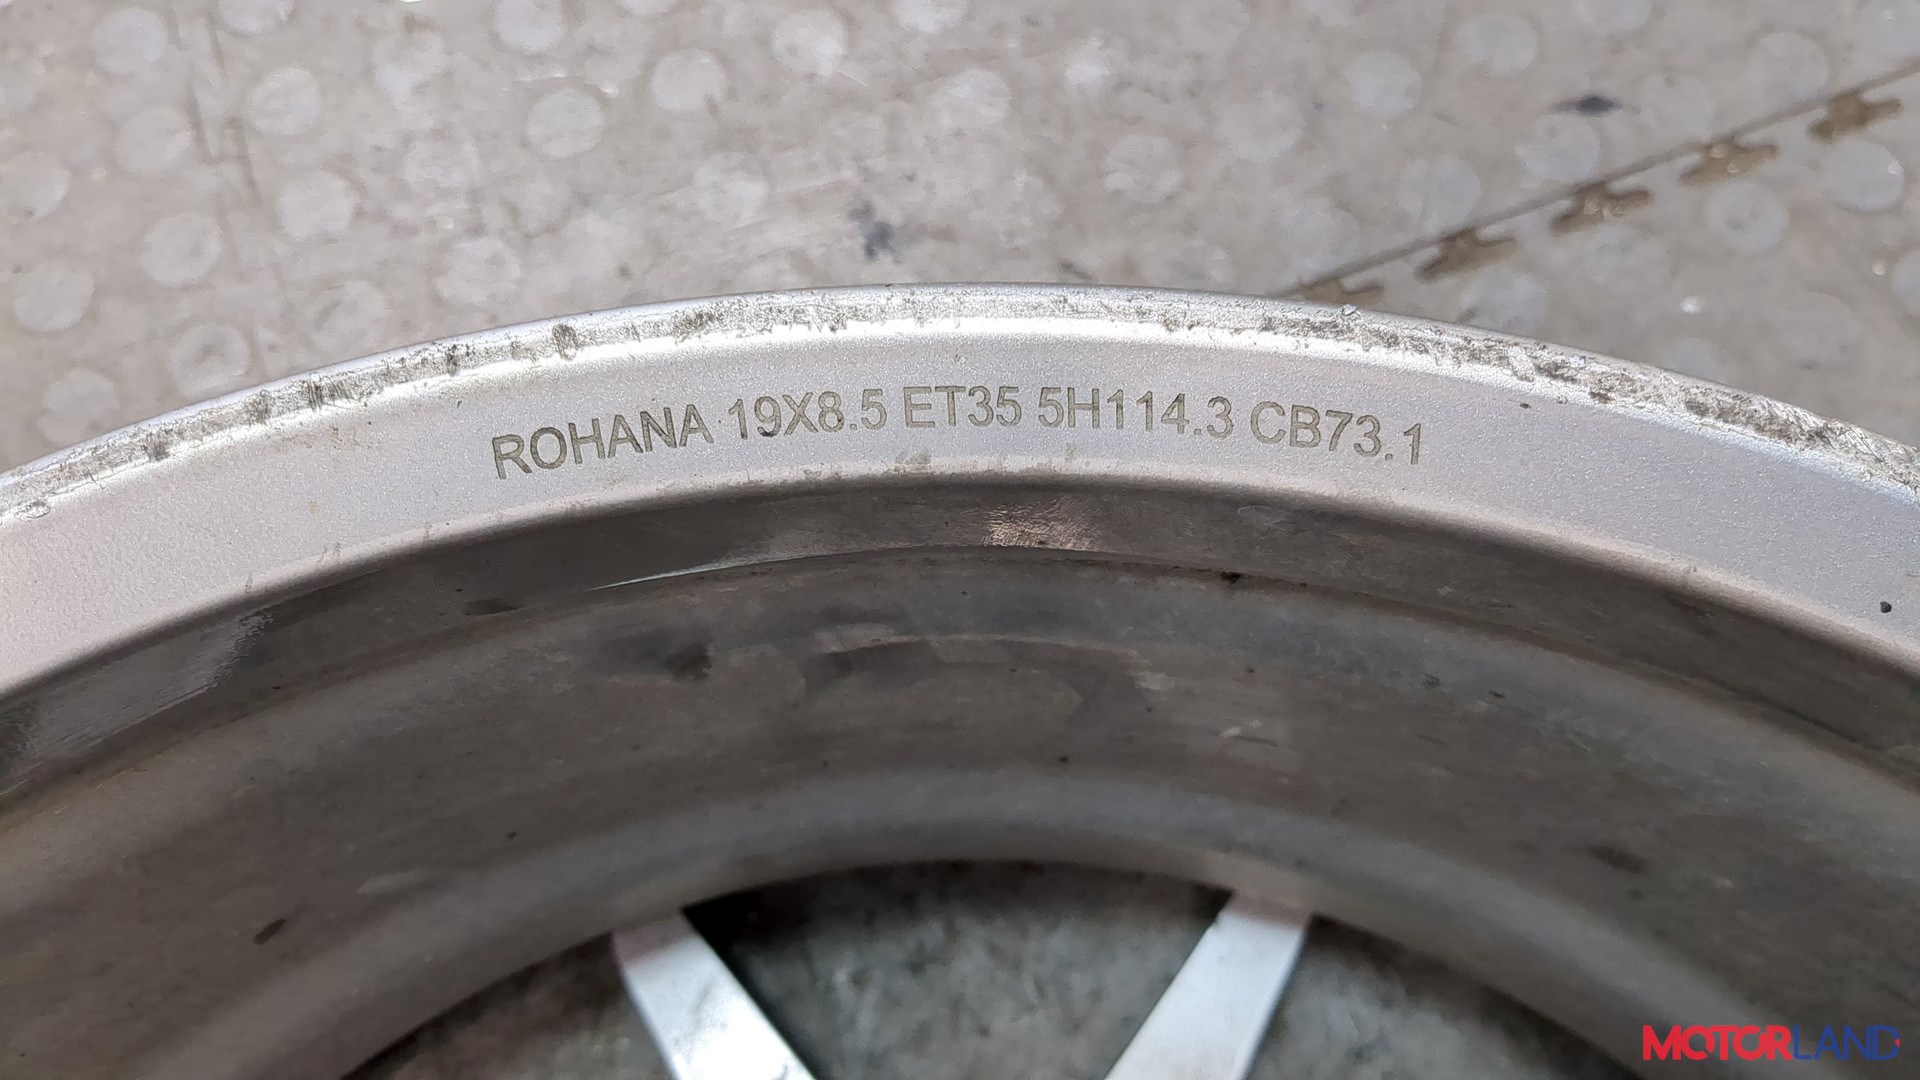 ROHANA 19X8.5 ET35 5H114.3 CB73.1
MOTORLAND